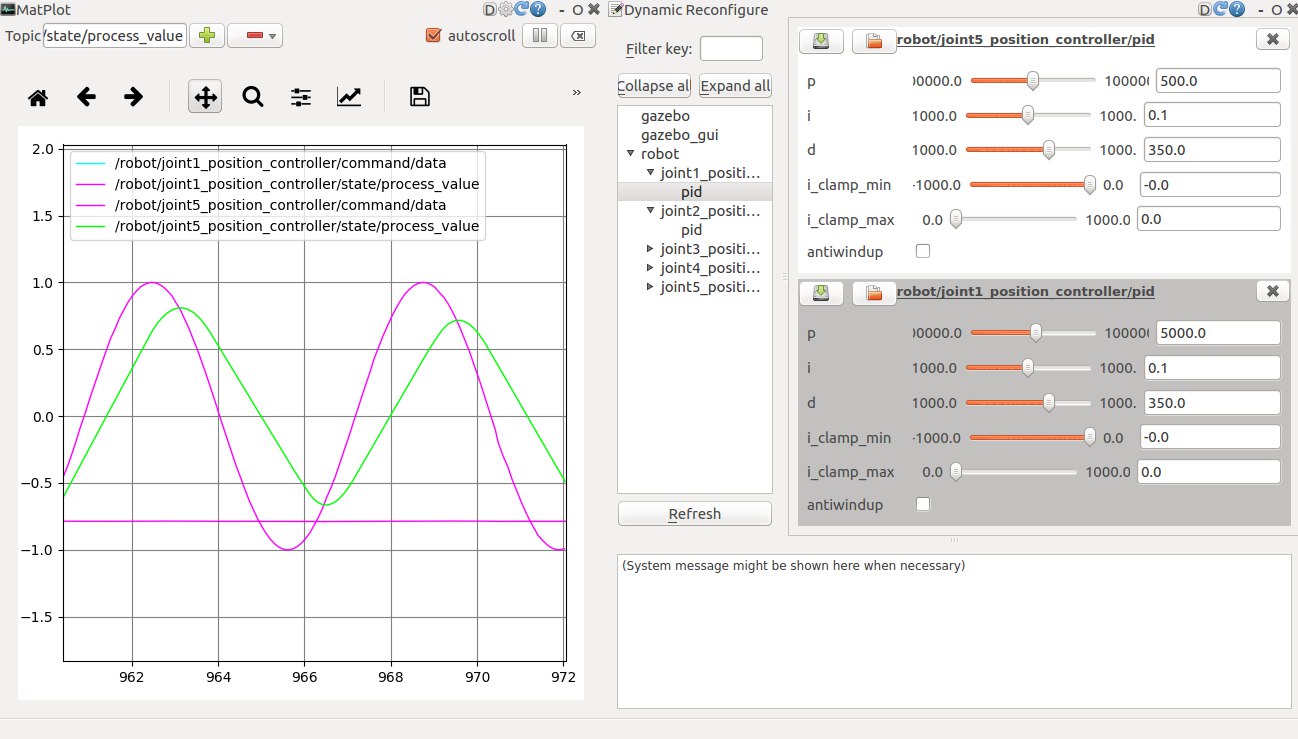 MatPlot
D
- O
Topic /state/process_value
autoscroll
»
2.0
1.5
1.0
0.5
0.0
−0.5
−1.0
−1.5
/robot/joint1_position_controller/command/data
/robot/joint1_position_controller/state/process_value
/robot/joint5_position_controller/command/data
/robot/joint5_position_controller/state/process_value
962 964 966 968 970 972
Dynamic Reconfigure
D
- O
Filter key:
Collapse al Expand all
gazebo
gazebo_gui
robot
joint1_positi...
pid
joint2_positi...
pid
joint3_positi...
joint4_positi...
joint5_positi...
Refresh
robot/joint5_position_controller/pid
p 00000.0 100000 500.0
i 1000.0 1000. 0.1
d 1000.0 1000. 350.0
i_clamp_min -1000.0 0.0 -0.0
i_clamp_max 0.0 1000.0 0.0
antiwindup
robot/joint1_position_controller/pid
p 00000.0 100000 5000.0
i 1000.0 1000. 0.1
d 1000.0 1000. 350.0
i_clamp_min -1000.0 0.0 -0.0
i_clamp_max 0.0 1000.0 0.0
antiwindup
(System message might be shown here when necessary)